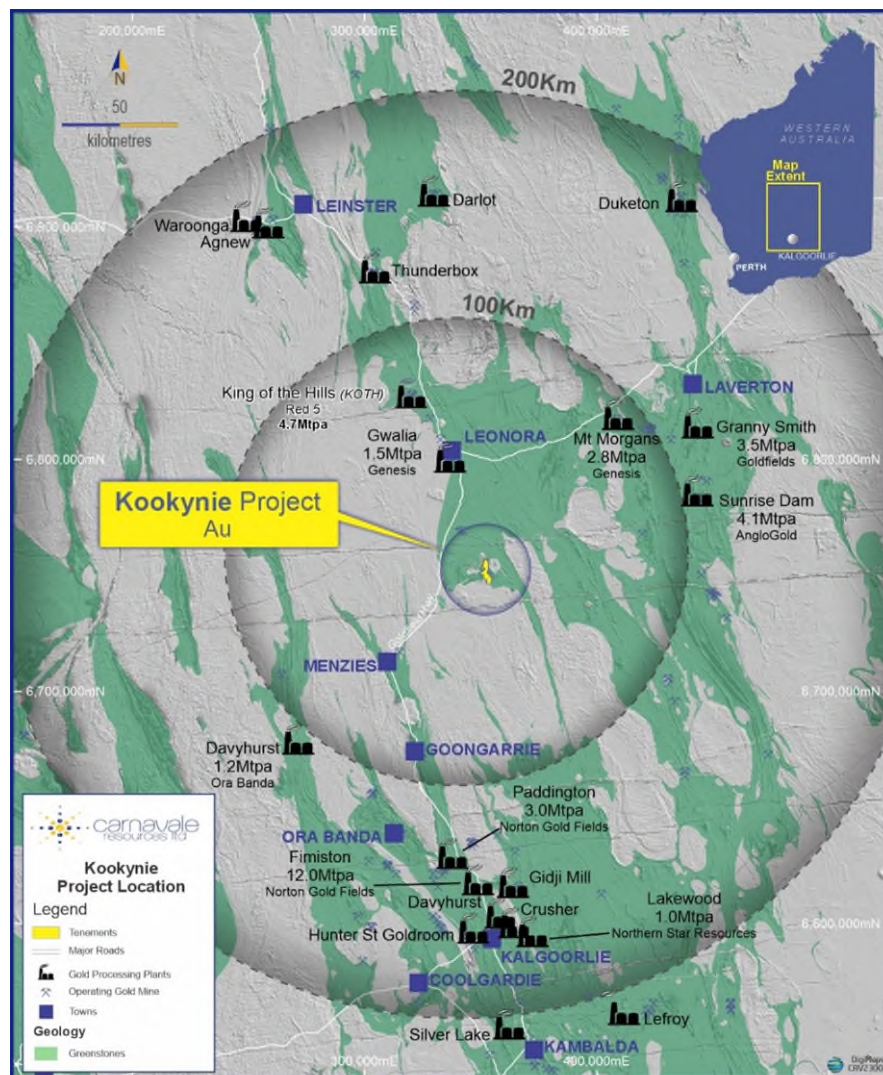 200,000mE
300,000mE
400,000mE
N
50
kilometres
200Km
WESTERN
AUSTRALIA
Map
Extent
KALGOORLIE
PERTH
LEINSTER
Darlot
Duketon
Waroonga
Agnew
6,900,000mN
Thunderbox
100Km
LAVERTON
King of the Hills (KOTH)
Red 5
4.7Mtpa
Gwalia
1.5Mtpa
Genesis
LEONORA
Mt Morgans
2.8Mtpa
Genesis
Granny Smith
3.5Mtpa
Goldfields
6,800,000mN
Sunrise Dam
4.1Mtpa
AngloGold
Kookynie Project
Au
MENZIES
6,700,000mN
6,700,000mN
Davyhurst
1.2Mtpa
Ora Banda
GOONGARRIE
Paddington
3.0Mtpa
Norton Gold Fields
ORA BANDA
Fimiston
12.0Mtpa
Norton Gold Fields
Gidji Mill
Davyhurst
Crusher
Lakewood
1.0Mtpa
Northern Star Resources
6,600,000mN
Hunter St Goldroom
KALGOORLIE
COOLGARDIE
Silver Lake
Lefroy
KAMBALDA
300,000mE
400,000mE
carnavale
resources ltd
Kookynie
Project Location
Legend
Tenements
Major Roads
Gold Processing Plants
Operating Gold Mine
Towns
Geology
Greenstones
DigiMaps